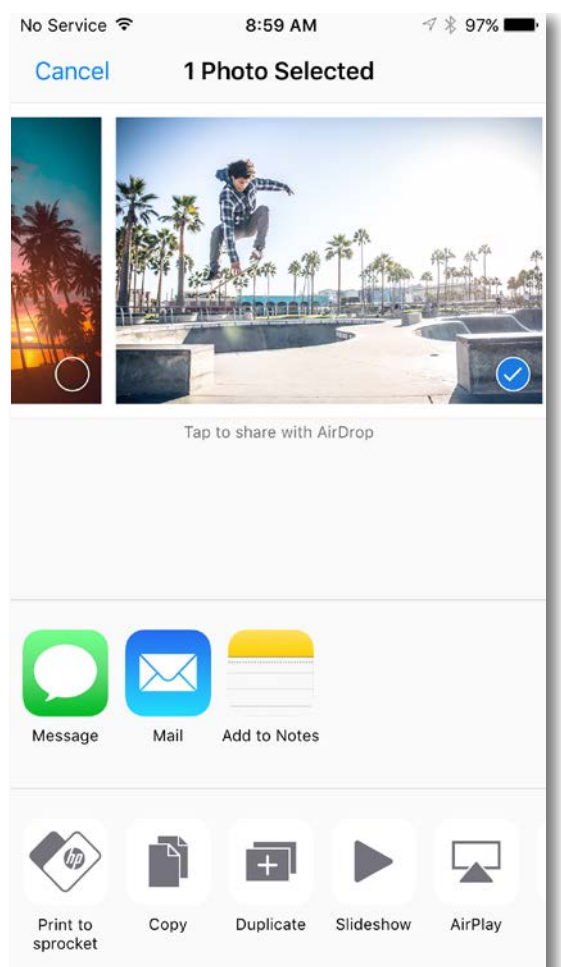 No Service 8:59 AM 97%
Cancel 1 Photo Selected
Tap to share with AirDrop
Message Mail Add to Notes
hp
Print to sprocket Copy Duplicate Slideshow AirPlay